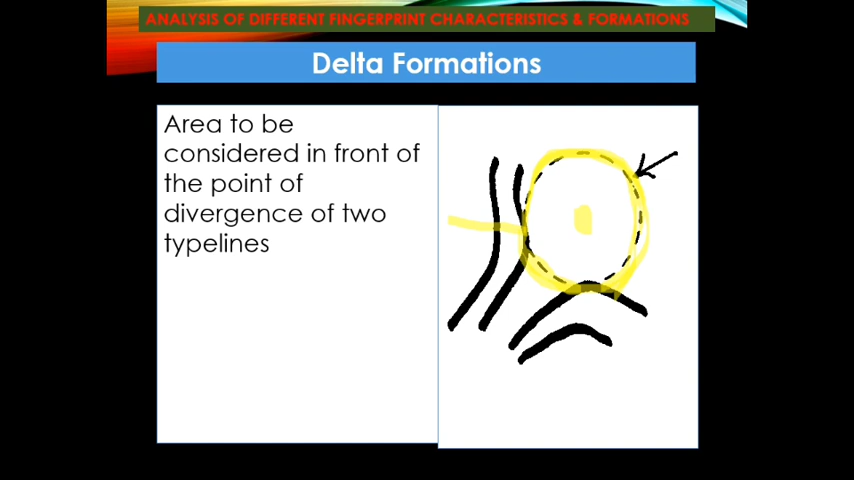 ANALYSIS OF DIFFERENT FINGERPRINT CHARACTERISTICS & FORMATIONS
Delta Formations
Area to be
considered in front of
the point of
divergence of two
typelines